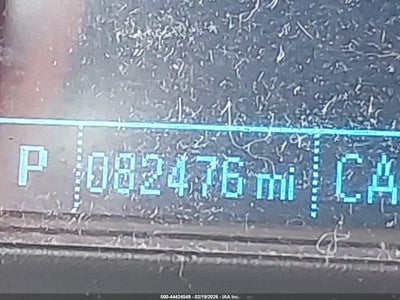 P 082476 mi CA
000-44424549 - 02/19/2026 - IAA Inc.